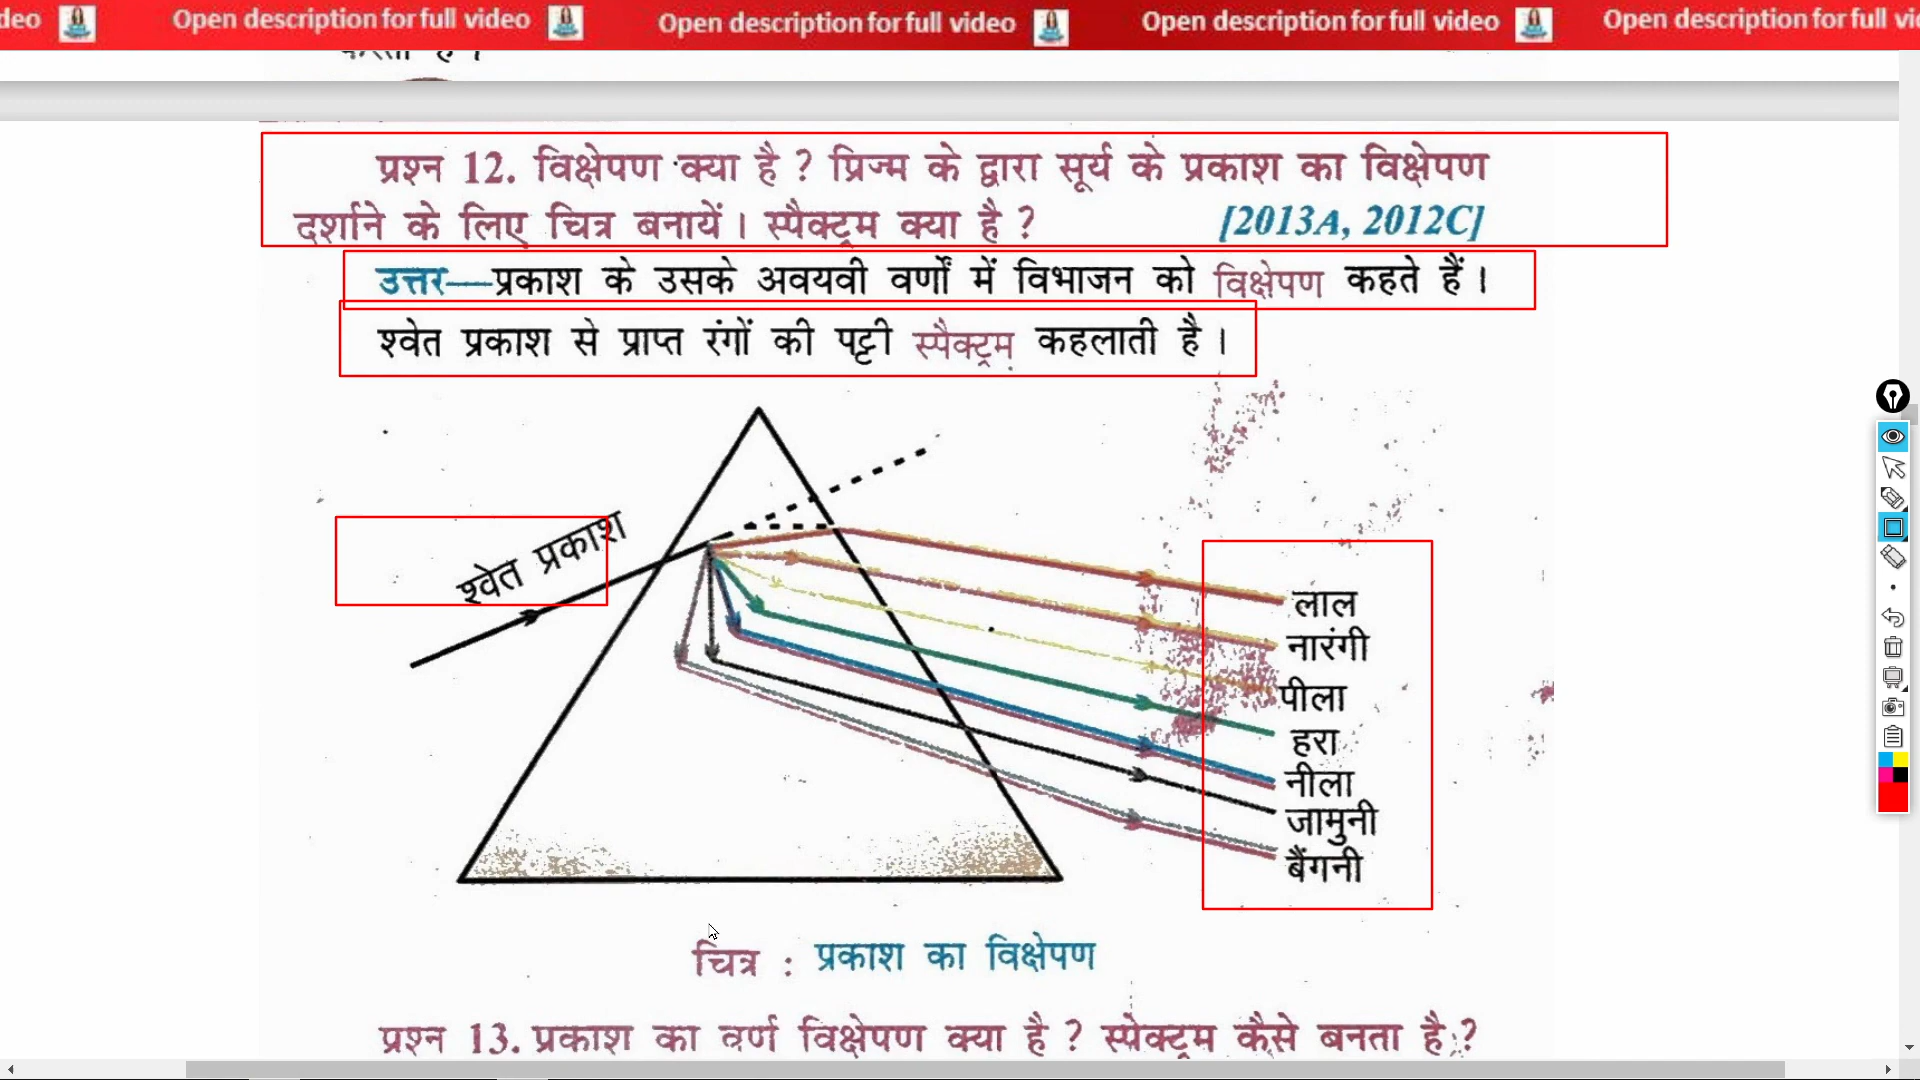 deo Open description for full video Open description for full video Open description for full video Open description for full vi
प्रश्न 12. विक्षेपण क्या है ? प्रिज्म के द्वारा सूर्य के प्रकाश का विक्षेपण
दर्शाने के लिए चित्र बनायें। स्पैक्ट्रम क्या है ? [2013A, 2012C]
उत्तर—प्रकाश के उसके अवयवी वर्णों में विभाजन को विक्षेपण कहते हैं।
श्वेत प्रकाश से प्राप्त रंगों की पट्टी स्पैक्ट्रम कहलाती है।
श्वेत प्रकाश
लाल
नारंगी
पीला
हरा
नीला
जामुनी
बैंगनी
चित्र : प्रकाश का विक्षेपण
प्रश्न 13. प्रकाश का वर्ण विक्षेपण क्या है ? स्पेक्ट्रम कैसे बनता है ?